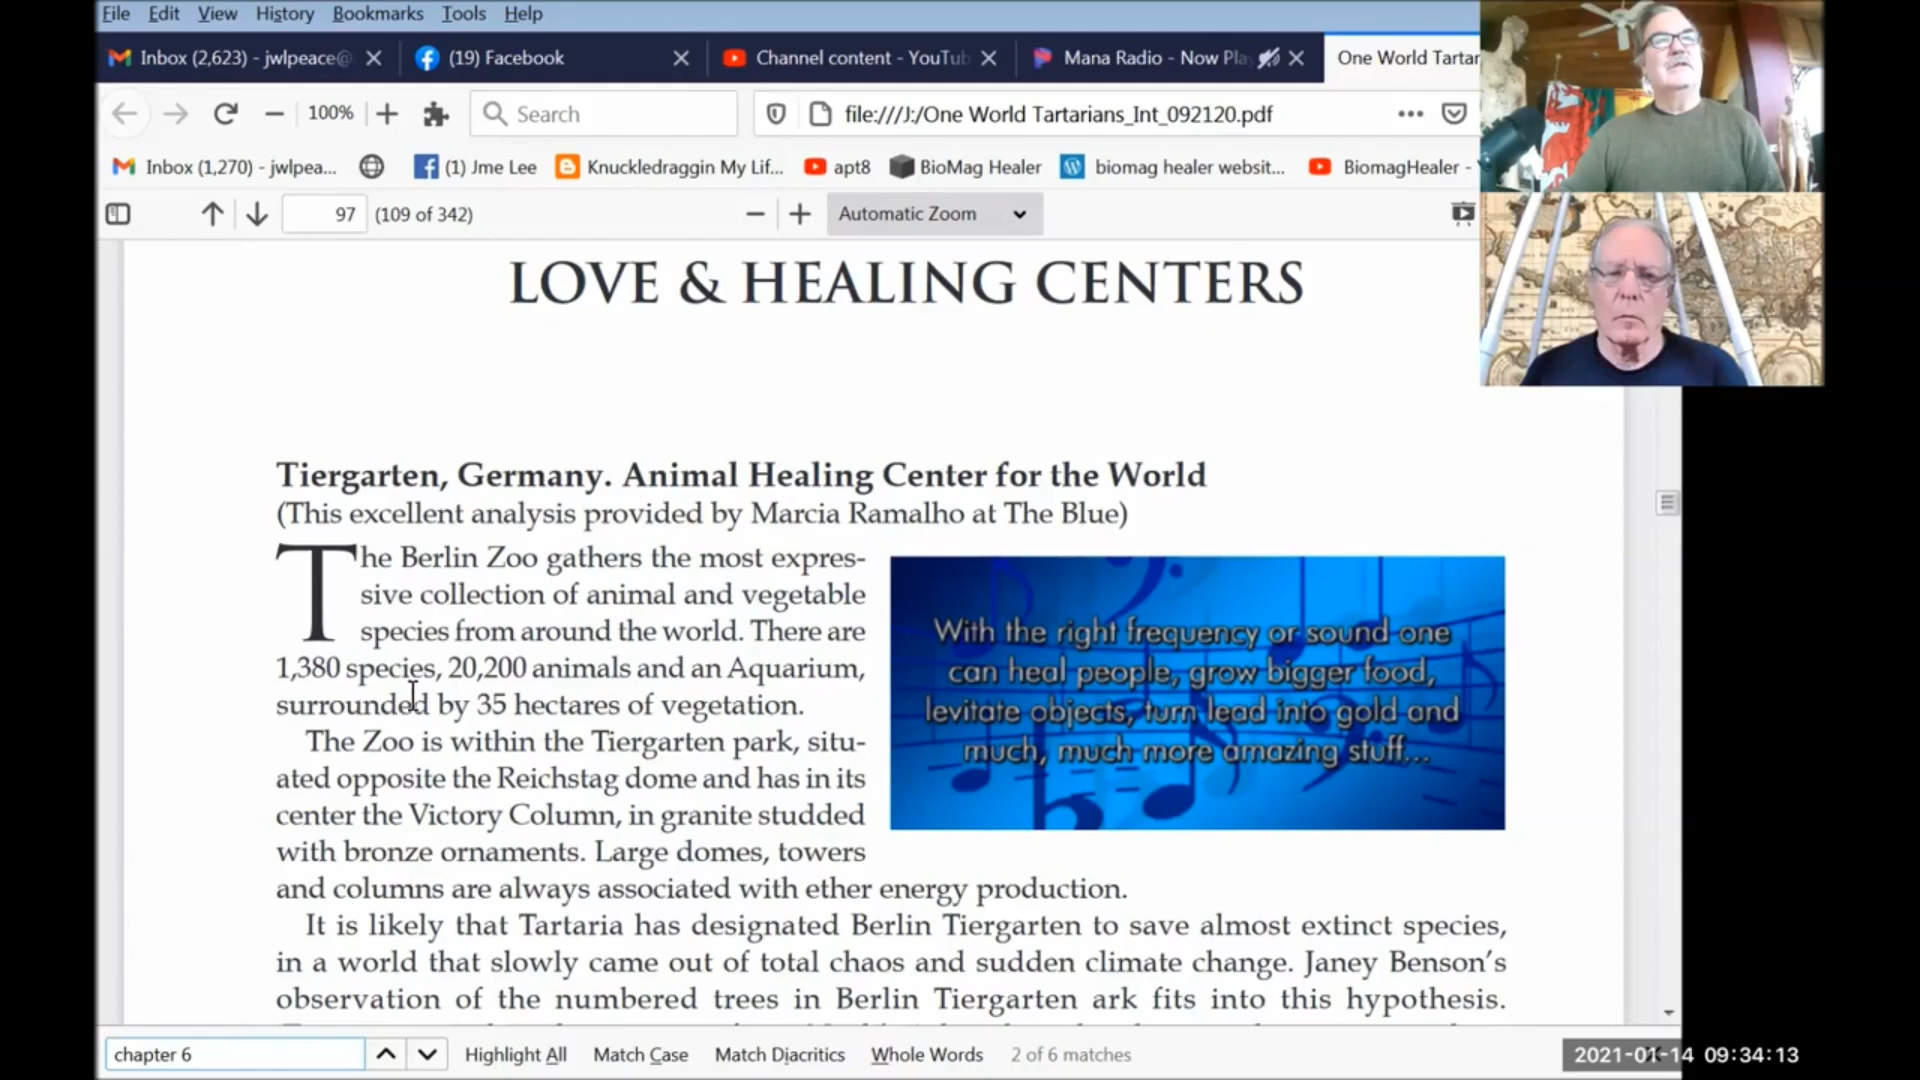 File Edit View History Bookmarks Tools Help
Inbox (2,623) - jwlpeace@
(19) Facebook
Channel content - YouTub
Mana Radio - Now Pla
One World Tartar
100%
Search
file:///J:/One World Tartarians_Int_092120.pdf
Inbox (1,270) - jwlpea...
(1) Jme Lee
Knuckledraggin My Lif...
apt8
BioMag Healer
biomag healer websit...
BiomagHealer -
97 (109 of 342)
Automatic Zoom
LOVE & HEALING CENTERS
Tiergarten, Germany. Animal Healing Center for the World
(This excellent analysis provided by Marcia Ramalho at The Blue)
The Berlin Zoo gathers the most expres-
sive collection of animal and vegetable
species from around the world. There are
1,380 species, 20,200 animals and an Aquarium,
surrounded by 35 hectares of vegetation.
The Zoo is within the Tiergarten park, situ-
ated opposite the Reichstag dome and has in its
center the Victory Column, in granite studded
with bronze ornaments. Large domes, towers
and columns are always associated with ether energy production.
With the right frequency or sound one
can heal people, grow bigger food,
levitate objects, turn lead into gold and
much, much more amazing stuff...
It is likely that Tartaria has designated Berlin Tiergarten to save almost extinct species,
in a world that slowly came out of total chaos and sudden climate change. Janey Benson's
observation of the numbered trees in Berlin Tiergarten ark fits into this hypothesis.
chapter 6
Highlight All Match Case Match Diacritics Whole Words 2 of 6 matches
2021-01-14 09:34:13